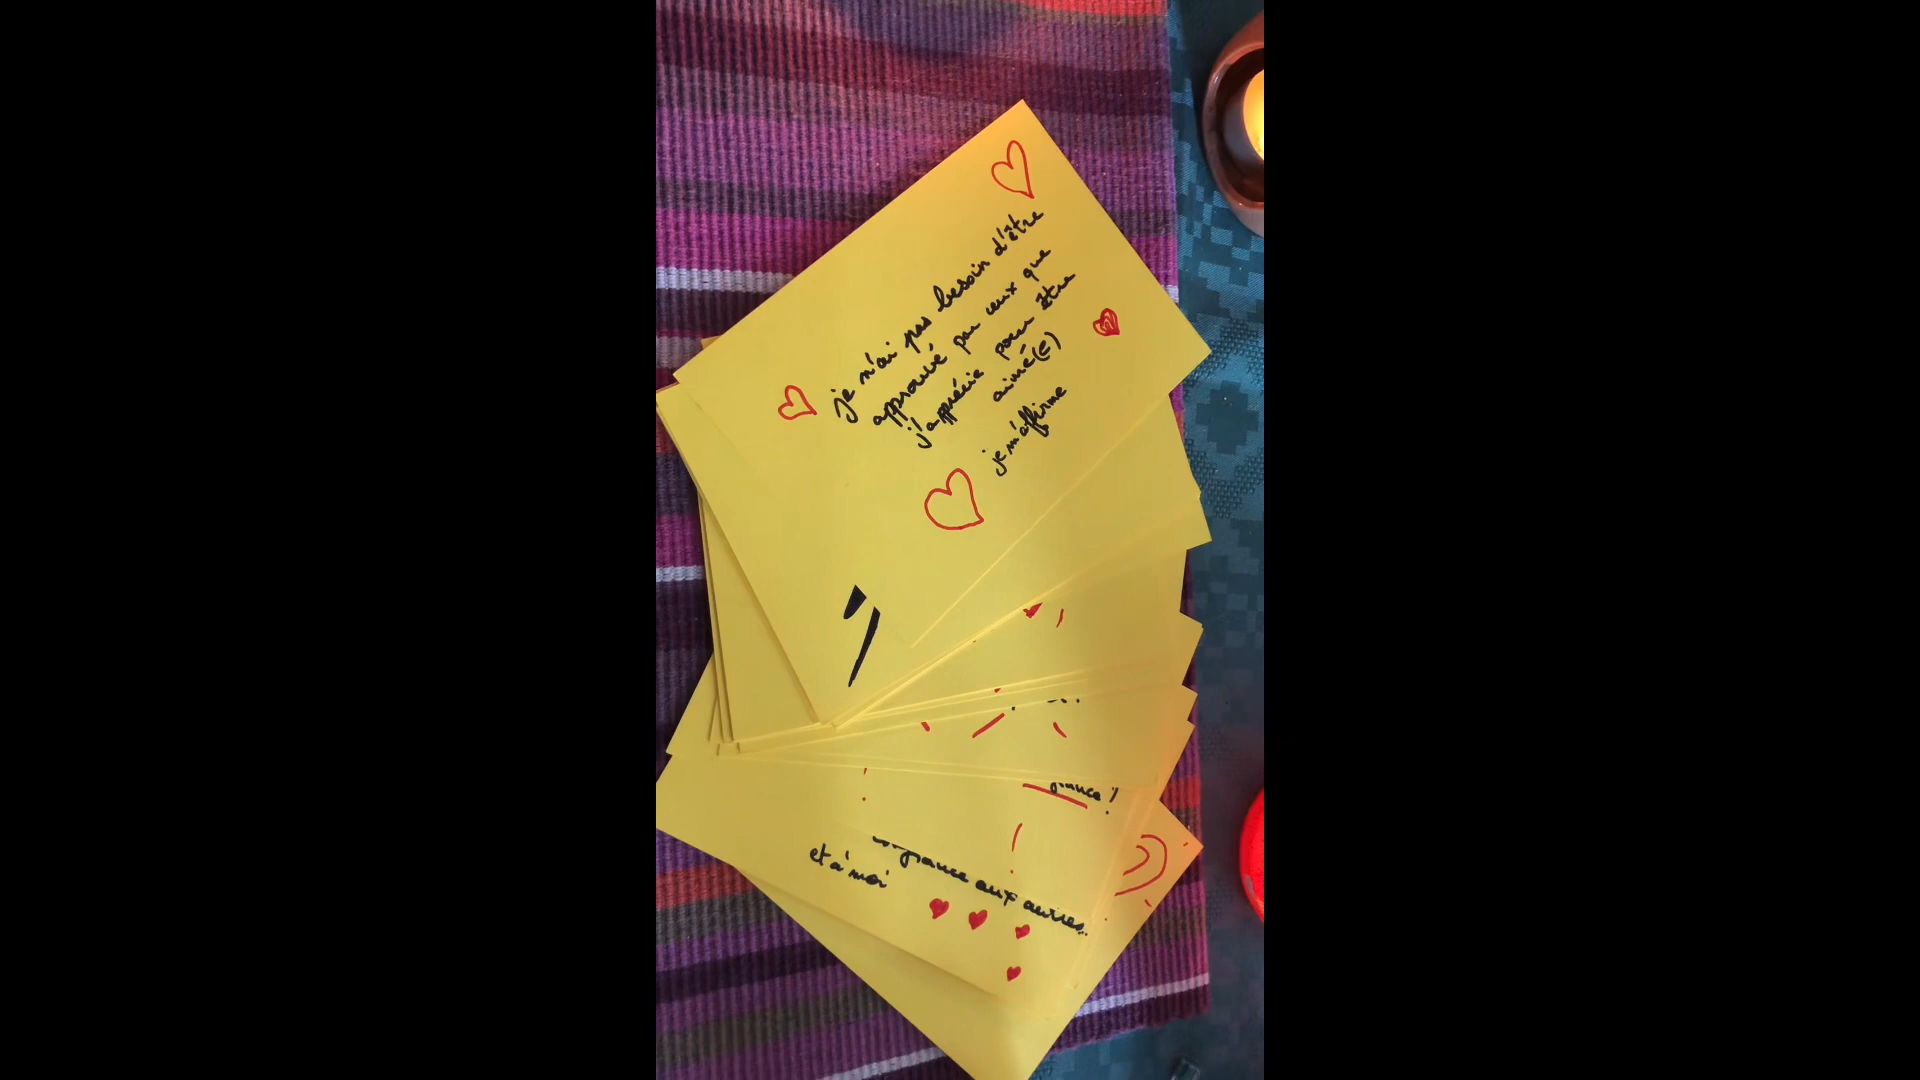 je n'ai pas besoin d'être
approuvé par ceux que
j'apprécie pour être
aimé(e)
je m'affirme
fiance !
confiance aux autres..
et à moi